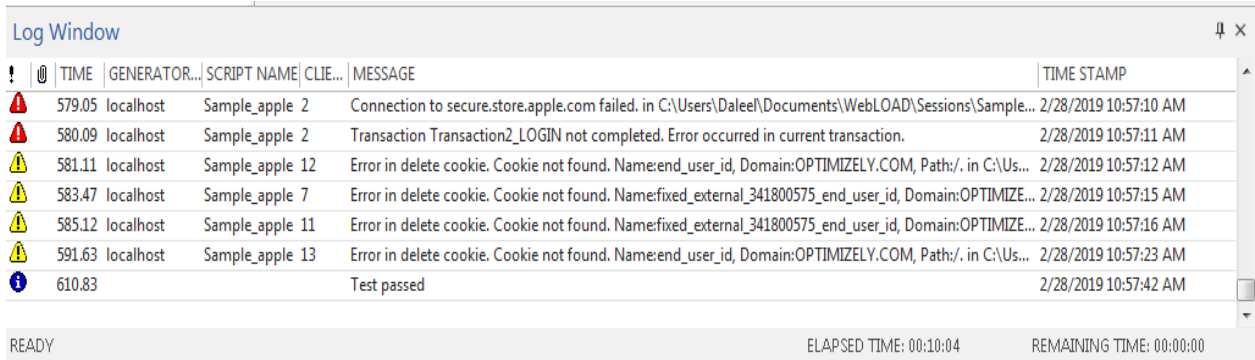 Log Window
! TIME GENERATOR... SCRIPT NAME CLIE... MESSAGE TIME STAMP
579.05 localhost Sample_apple 2 Connection to secure.store.apple.com failed. in C:\Users\Daleel\Documents\WebLOAD\Sessions\Sample... 2/28/2019 10:57:10 AM
580.09 localhost Sample_apple 2 Transaction Transaction2_LOGIN not completed. Error occurred in current transaction. 2/28/2019 10:57:11 AM
581.11 localhost Sample_apple 12 Error in delete cookie. Cookie not found. Name:end_user_id, Domain:OPTIMIZELY.COM, Path:/. in C:\Us... 2/28/2019 10:57:12 AM
583.47 localhost Sample_apple 7 Error in delete cookie. Cookie not found. Name:fixed_external_341800575_end_user_id, Domain:OPTIMIZE... 2/28/2019 10:57:15 AM
585.12 localhost Sample_apple 11 Error in delete cookie. Cookie not found. Name:fixed_external_341800575_end_user_id, Domain:OPTIMIZE... 2/28/2019 10:57:16 AM
591.63 localhost Sample_apple 13 Error in delete cookie. Cookie not found. Name:end_user_id, Domain:OPTIMIZELY.COM, Path:/. in C:\Us... 2/28/2019 10:57:23 AM
610.83 Test passed 2/28/2019 10:57:42 AM
READY ELAPSED TIME: 00:10:04 REMAINING TIME: 00:00:00